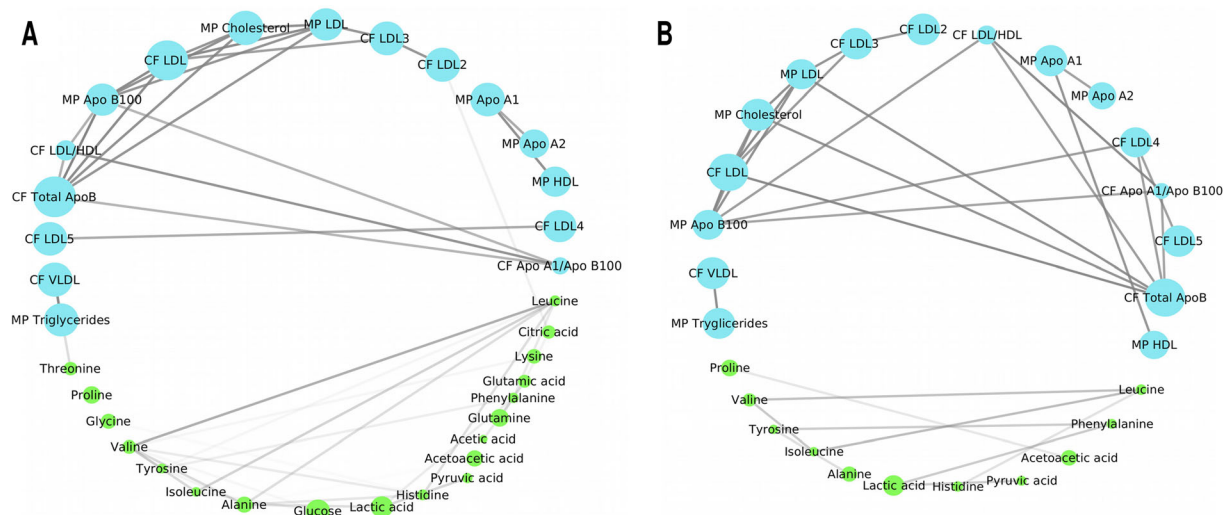 A
MP Cholesterol
MP LDL
CF LDL3
CF LDL
CF LDL2
MP Apo B100
MP Apo A1
CF LDL/HDL
MP Apo A2
CF Total ApoB
MP HDL
CF LDL5
CF LDL4
CF Apo A1/Apo B100
CF VLDL
Leucine
MP Triglycerides
Citric acid
Lysine
Threonine
Glutamic acid
Proline
Phenylalanine
Glycine
Glutamine
Valine
Acetic acid
Tyrosine
Acetoacetic acid
Isoleucine
Pyruvic acid
Alanine
Histidine
Glucose
Lactic acid
B
CF LDL2
CF LDL/HDL
CF LDL3
MP Apo A1
MP LDL
MP Apo A2
MP Cholesterol
CF LDL4
CF LDL
CF Apo A1/Apo B100
MP Apo B100
CF LDL5
CF VLDL
CF Total ApoB
MP Tryglicerides
MP HDL
Proline
Leucine
Valine
Phenylalanine
Tyrosine
Isoleucine
Acetoacetic acid
Alanine
Pyruvic acid
Lactic acid
Histidine